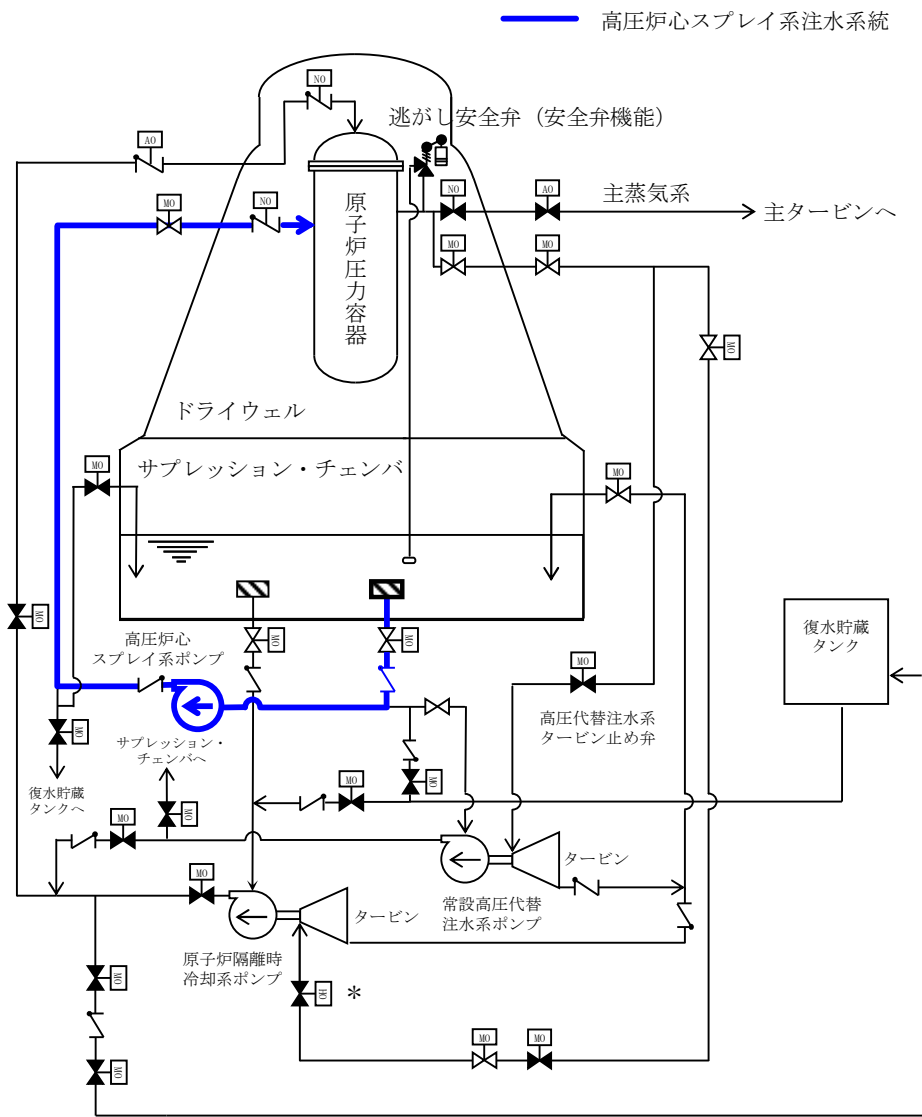 高圧炉心スプレイ系注水系統
NO
逃がし安全弁（安全弁機能）
AO
MO
NO
NO
AO
主蒸気系
主タービンへ
原子炉圧力容器
MO
MO
MO
ドライウェル
サプレッション・チェンバ
MO
MO
MO
高圧炉心
スプレイ系ポンプ
MO
MO
復水貯蔵
タンク
MO
高圧代替注水系
タービン止め弁
MO
サプレッション・
チェンバへ
復水貯蔵
タンクへ
MO
MO
MO
MO
タービン
MO
常設高圧代替
注水系ポンプ
タービン
原子炉隔離時
冷却系ポンプ
MO
HO
＊
MO
MO
MO